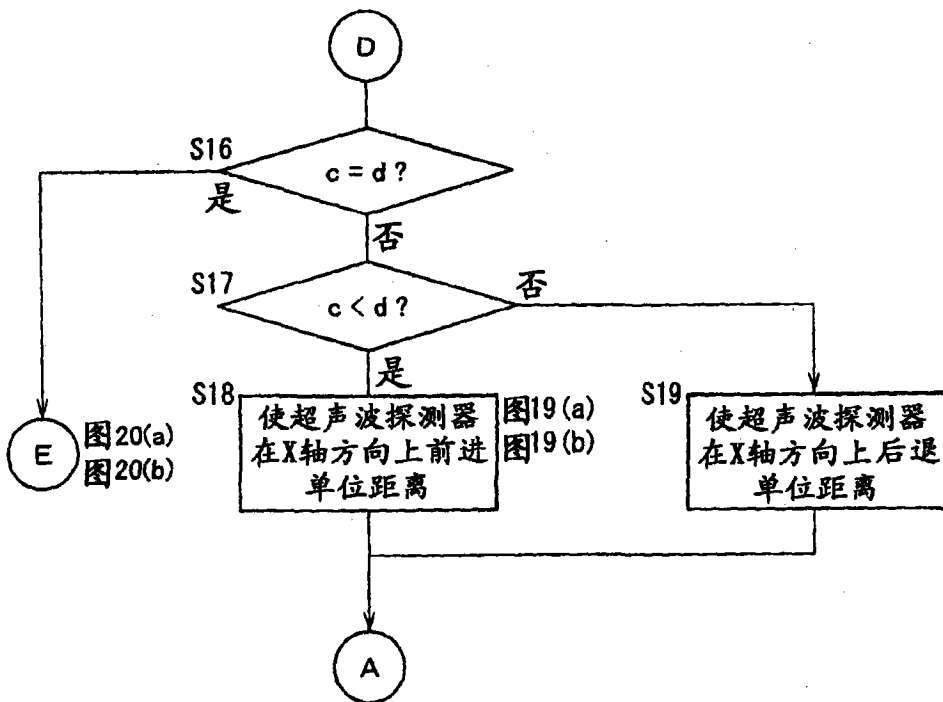 D
S16
c = d ?
是
否
S17
c < d ?
否
是
S18
使超声波探测器
在X轴方向上前进
单位距离
图19(a)
图19(b)
S19
使超声波探测器
在X轴方向上后退
单位距离
E
图20(a)
图20(b)
A